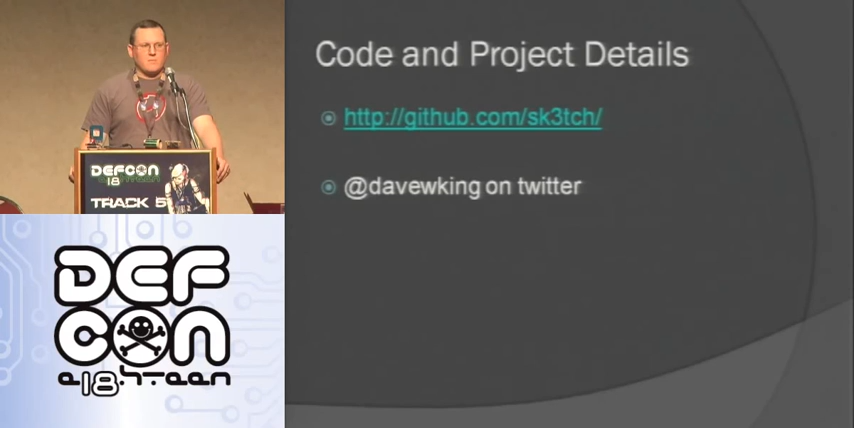 Code and Project Details
http://github.com/sk3tch/
@davewking on twitter
DEFCON
18
TRACK 5
DEF
CON
e18hteen